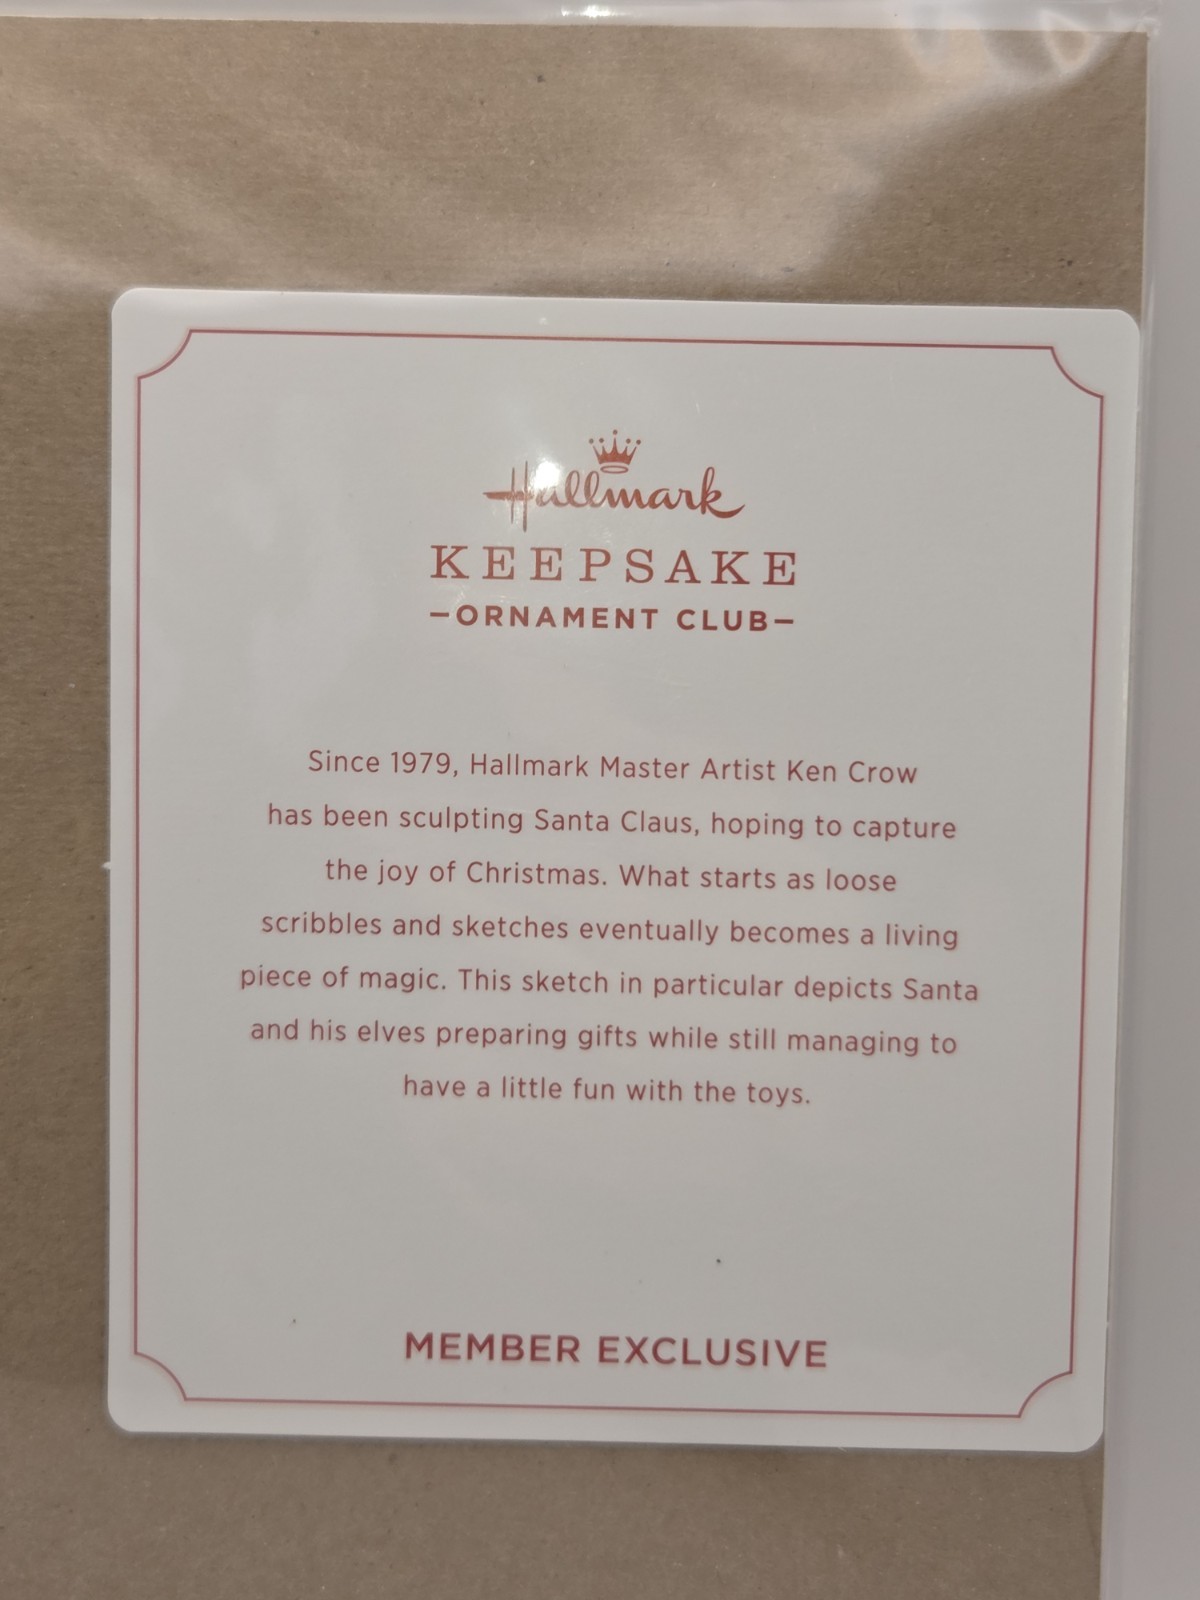 Hallmark
KEEPSAKE
–ORNAMENT CLUB–
Since 1979, Hallmark Master Artist Ken Crow
has been sculpting Santa Claus, hoping to capture
the joy of Christmas. What starts as loose
scribbles and sketches eventually becomes a living
piece of magic. This sketch in particular depicts Santa
and his elves preparing gifts while still managing to
have a little fun with the toys.
MEMBER EXCLUSIVE